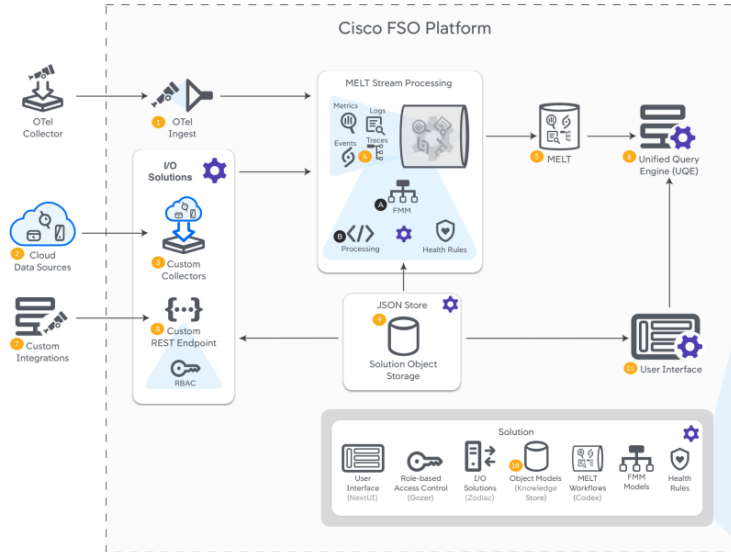 Cisco FSO Platform
OTel
Collector
1 OTel
Ingest
MELT Stream Processing
Metrics
Logs
Events
Traces
4
A
FMM
B
Processing
Health Rules
5 MELT
6 Unified Query
Engine (UQE)
I/O
Solutions
2 Cloud
Data Sources
3 Custom
Collectors
7 Custom
Integrations
8 Custom
REST Endpoint
RBAC
JSON Store
9
Solution Object
Storage
11 User Interface
Solution
User
Interface
(NextUI)
Role-based
Access Control
(Gozer)
I/O
Solutions
(Zodiac)
10
Object Models
(Knowledge
Store)
MELT
Workflows
(Codex)
FMM
Models
Health
Rules